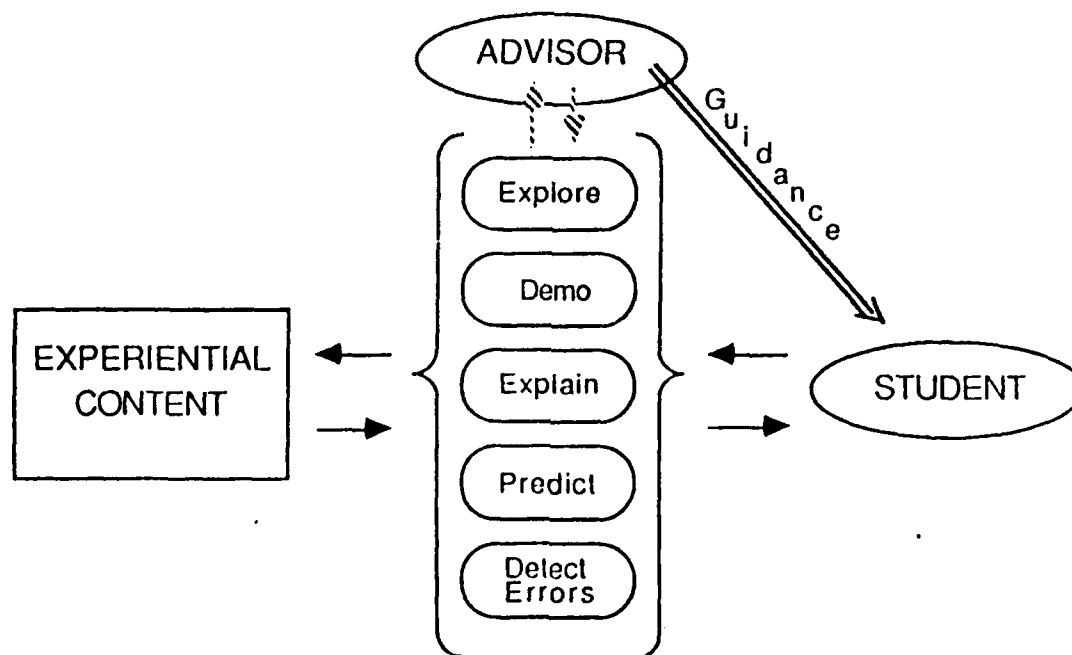 ADVISOR
Guidance
Explore
Demo
EXPERIENTIAL
CONTENT
Explain
STUDENT
Predict
Detect
Errors